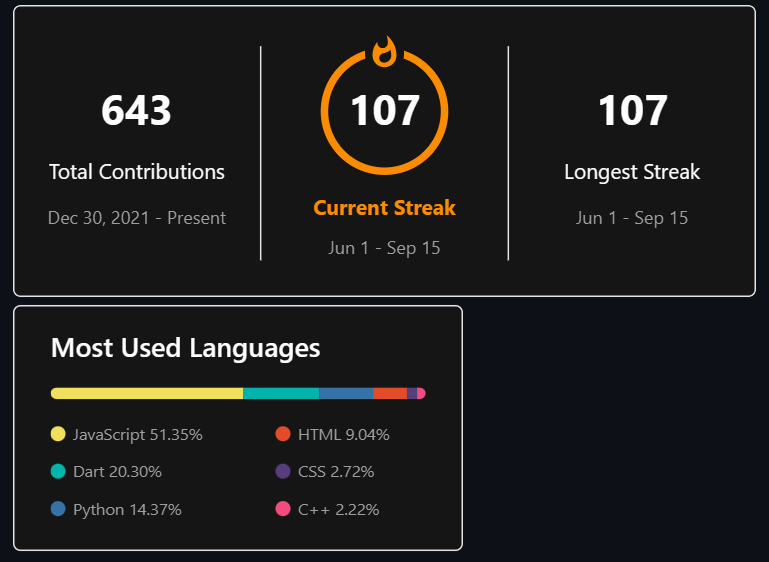 643
Total Contributions
Dec 30, 2021 - Present
107
Current Streak
Jun 1 - Sep 15
107
Longest Streak
Jun 1 - Sep 15
Most Used Languages
JavaScript 51.35%
HTML 9.04%
Dart 20.30%
CSS 2.72%
Python 14.37%
C++ 2.22%